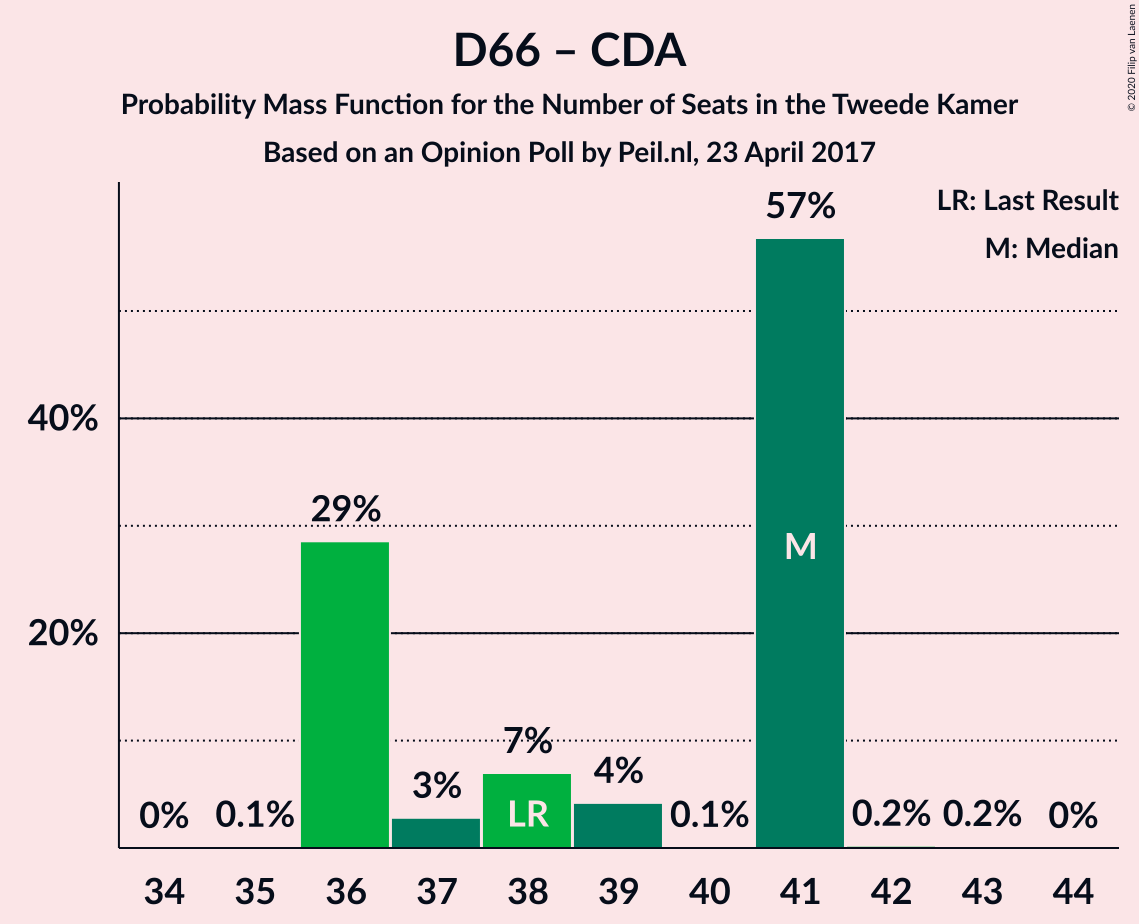 D66 – CDA
Probability Mass Function for the Number of Seats in the Tweede Kamer
Based on an Opinion Poll by Peil.nl, 23 April 2017
© 2020 Filip van Laenen
LR: Last Result
M: Median
57%
40%
29%
M
20%
7%
4%
3%
LR
0%
0.1%
0.1%
0.2%
0.2%
0%
34 35 36 37 38 39 40 41 42 43 44